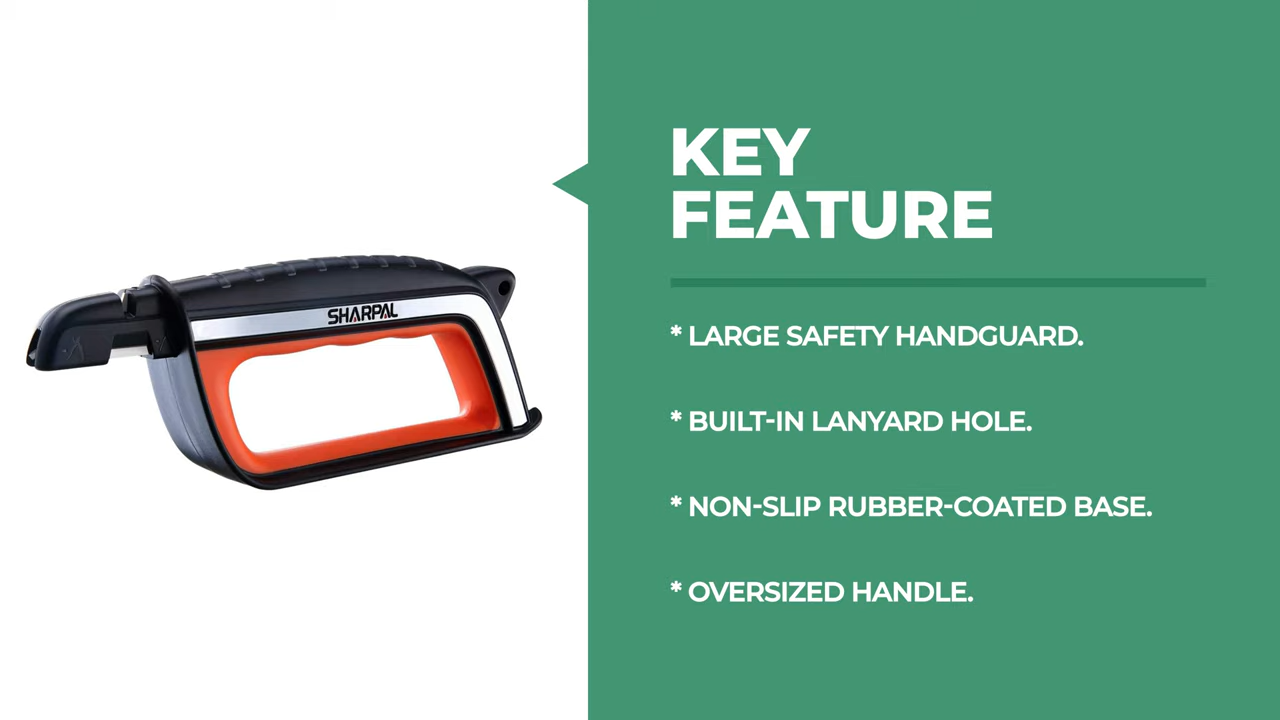 SHARPAL
KEY
FEATURE
* LARGE SAFETY HANDGUARD.
* BUILT-IN LANYARD HOLE.
* NON-SLIP RUBBER-COATED BASE.
* OVERSIZED HANDLE.